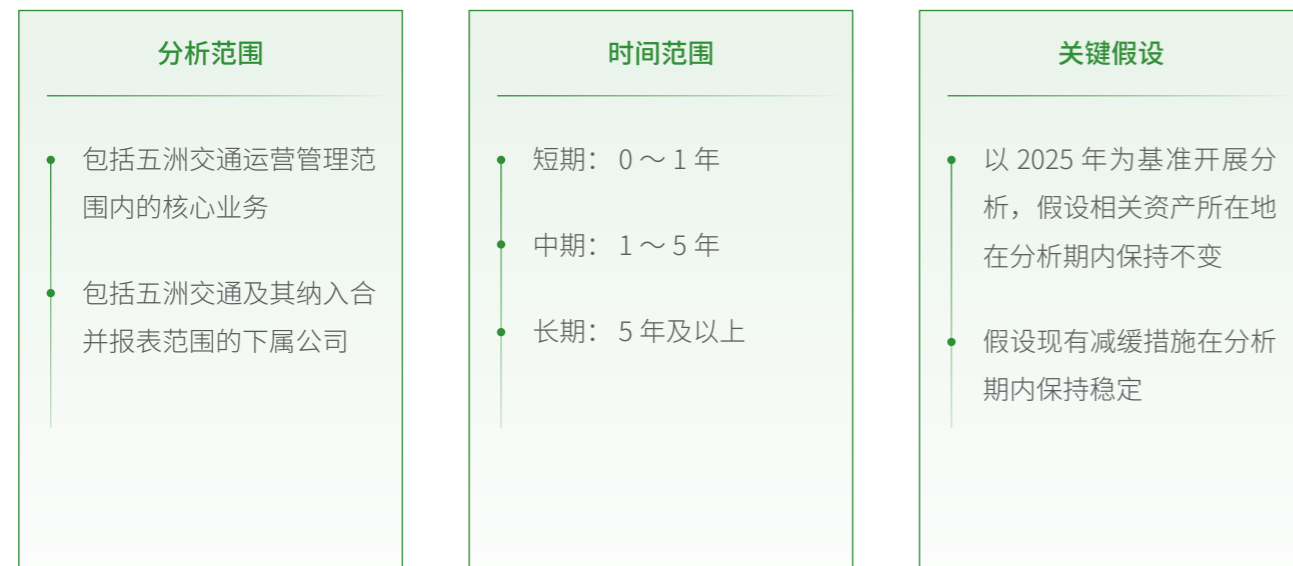 分析范围
包括五洲交通运营管理范
围内的核心业务
包括五洲交通及其纳入合
并报表范围的下属公司
时间范围
短期： 0～1年
中期： 1～5年
长期： 5年及以上
关键假设
以 2025 年为基准开展分
析，假设相关资产所在地
在分析期内保持不变
假设现有减缓措施在分析
期内保持稳定